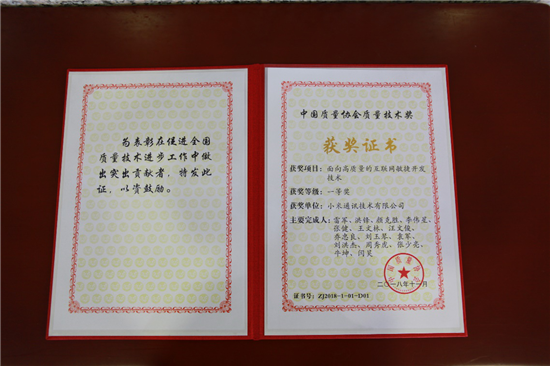 为表彰在促进全国
质量技术进步工作中做
出突出贡献者，特发此
证，以资鼓励。
中国质量协会质量技术奖
获奖证书
获奖项目：面向高质量的互联网敏捷开发
技术
获奖等级：一等奖
获奖单位：小米通讯技术有限公司
主要完成人：雷军、洪锋、颜克胜、李伟星、
张健、王文林、汪文俊、
乔忠良、刘玉翠、袁军、
刘洪杰、周秀虎、张少亮、
牛坤、闫昊
二〇一八年十一月
证书号：ZJ2018-1-01-D01